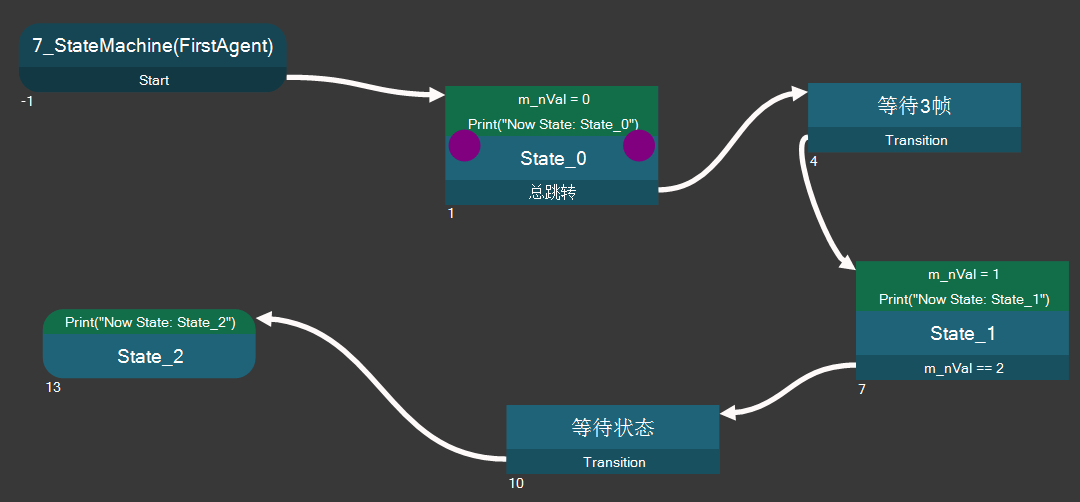 7_StateMachine(FirstAgent)
Start
-1
m_nVal = 0
Print("Now State: State_0")
State_0
总跳转
1
等待3帧
Transition
4
m_nVal = 1
Print("Now State: State_1")
State_1
m_nVal == 2
7
等待状态
Transition
10
Print("Now State: State_2")
State_2
13